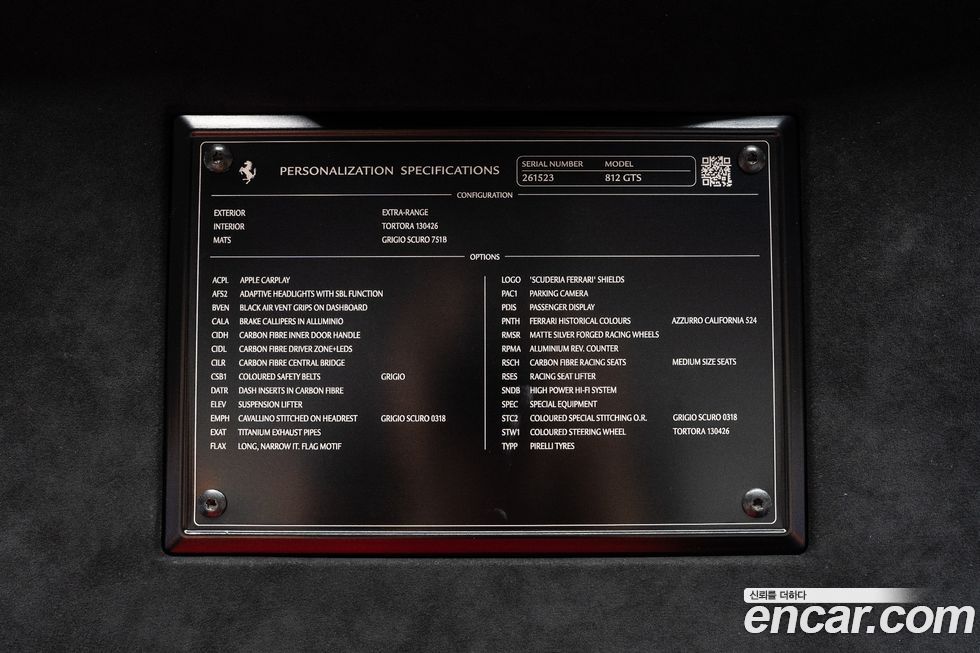 PERSONALIZATION SPECIFICATIONS
SERIAL NUMBER MODEL
261523 812 GTS
CONFIGURATION
EXTERIOR EXTRA-RANGE
INTERIOR TORTORA 130426
MATS GRIGIO SCURO 751B
OPTIONS
ACPL APPLE CARPLAY
AFS2 ADAPTIVE HEADLIGHTS WITH SBL FUNCTION
BVEN BLACK AIR VENT GRIPS ON DASHBOARD
CALA BRAKE CALLIPERS IN ALLUMINIO
CIDH CARBON FIBRE INNER DOOR HANDLE
CIDL CARBON FIBRE DRIVER ZONE+LEDS
CILR CARBON FIBRE CENTRAL BRIDGE
CSB1 COLOURED SAFETY BELTS GRIGIO
DATR DASH INSERTS IN CARBON FIBRE
ELEV SUSPENSION LIFTER
EMPH CAVALLINO STITCHED ON HEADREST GRIGIO SCURO 0318
EXAT TITANIUM EXHAUST PIPES
FLAX LONG, NARROW IT. FLAG MOTIF
LOGO 'SCUDERIA FERRARI' SHIELDS
PAC1 PARKING CAMERA
PDIS PASSENGER DISPLAY
PNTH FERRARI HISTORICAL COLOURS AZZURRO CALIFORNIA 524
RMSR MATTE SILVER FORGED RACING WHEELS
RPMA ALUMINIUM REV. COUNTER
RSCH CARBON FIBRE RACING SEATS MEDIUM SIZE SEATS
RSES RACING SEAT LIFTER
SNDB HIGH POWER HI-FI SYSTEM
SPEC SPECIAL EQUIPMENT
STC2 COLOURED SPECIAL STITCHING O.R. GRIGIO SCURO 0318
STW1 COLOURED STEERING WHEEL TORTORA 130426
TYPP PIRELLI TYRES
신뢰를 더하다
encar.com